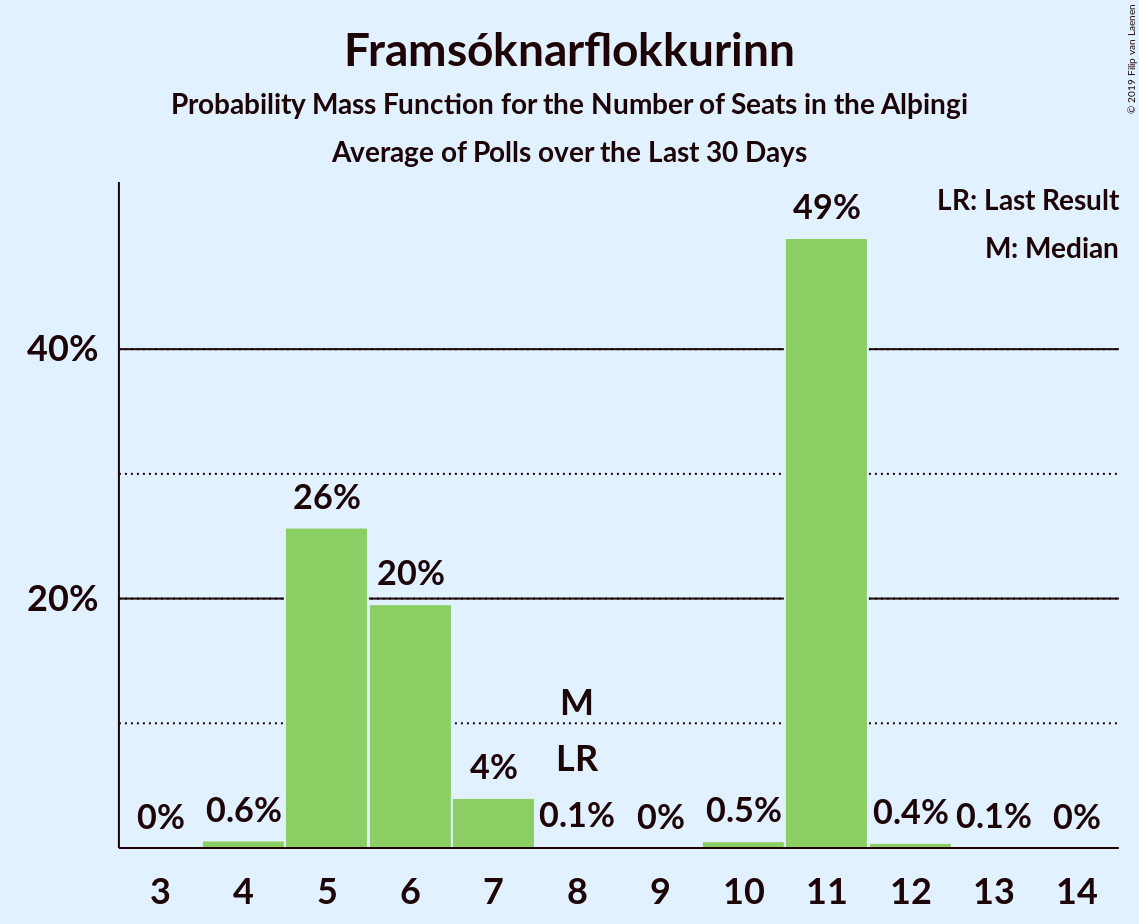 Framsóknarflokkurinn
Probability Mass Function for the Number of Seats in the Alþingi
Average of Polls over the Last 30 Days
© 2019 Filip van Laenen
LR: Last Result
M: Median
49%
40%
26%
20%
20%
M
LR
4%
0%
0.6%
0.1%
0%
0.5%
0.4%
0.1%
0%
3 4 5 6 7 8 9 10 11 12 13 14